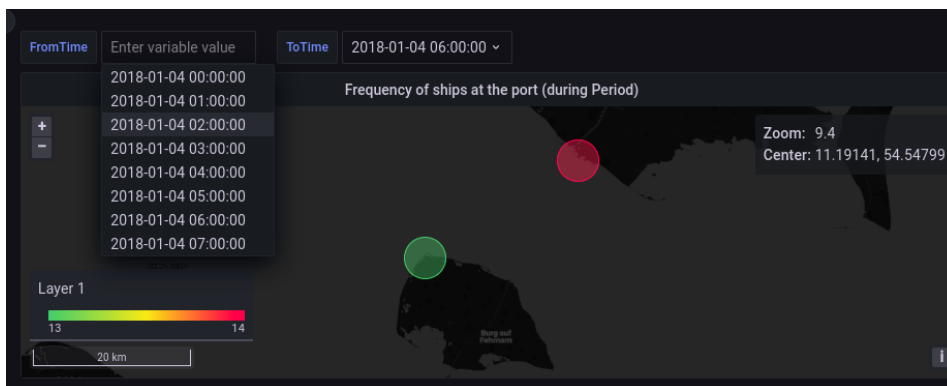 FromTime Enter variable value ToTime 2018-01-04 06:00:00
2018-01-04 00:00:00
2018-01-04 01:00:00
2018-01-04 02:00:00
2018-01-04 03:00:00
2018-01-04 04:00:00
2018-01-04 05:00:00
2018-01-04 06:00:00
2018-01-04 07:00:00
Frequency of ships at the port (during Period)
+
−
Zoom: 9.4
Center: 11.19141, 54.54799
Layer 1
13 14
20 km
Burg auf
Fehmarn
i